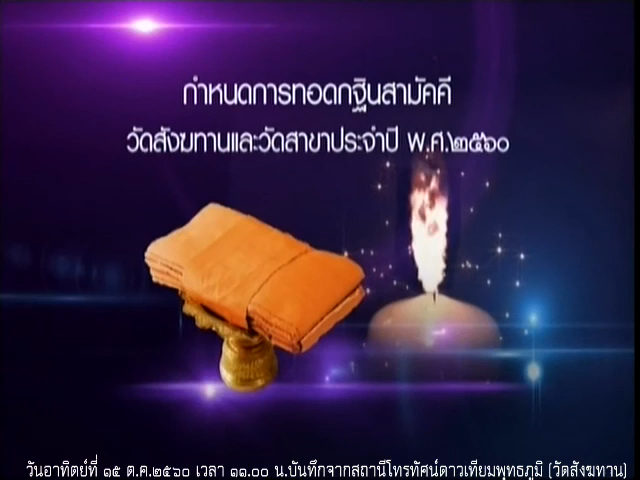 กำหนดการทอดกฐินสามัคคี
วัดสังฆทานและวัดสาขาประจำปี พ.ศ.๒๕๖๐
วันอาทิตย์ที่ ๑๕ ต.ค.๒๕๖๐ เวลา ๑๑.๐๐ น.บันทึกจากสถานีโทรทัศน์ดาวเทียมพุทธภูมิ (วัดสังฆทาน)